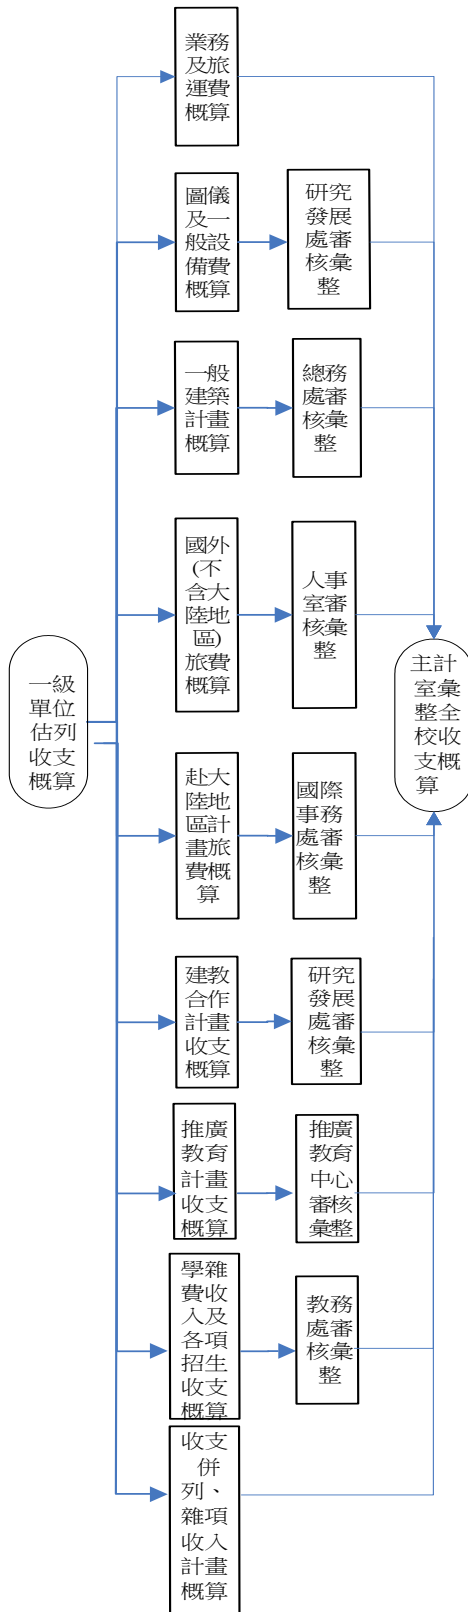 業務
及旅
運費
概算
圖儀
及一
般設
備費
概算
研究
發展
處審
核彙
整
一般
建築
計畫
概算
總務
處審
核彙
整
國外
(不
含大
陸地
區)
旅費
概算
人事
室審
核彙
整
一級
單位
估列
收支
概算
主計
室彙
整全
校收
支概
算
赴大
陸地
區計
畫旅
費概
算
國際
事務
處審
核彙
整
建教
合作
計畫
收支
概算
研究
發展
處審
核彙
整
推廣
教育
計畫
收支
概算
推廣
教育
中心
審核
彙整
學雜
費收
入及
各項
招生
收支
概算
教務
處審
核彙
整
收支
併
列、
雜項
收入
計畫
概算